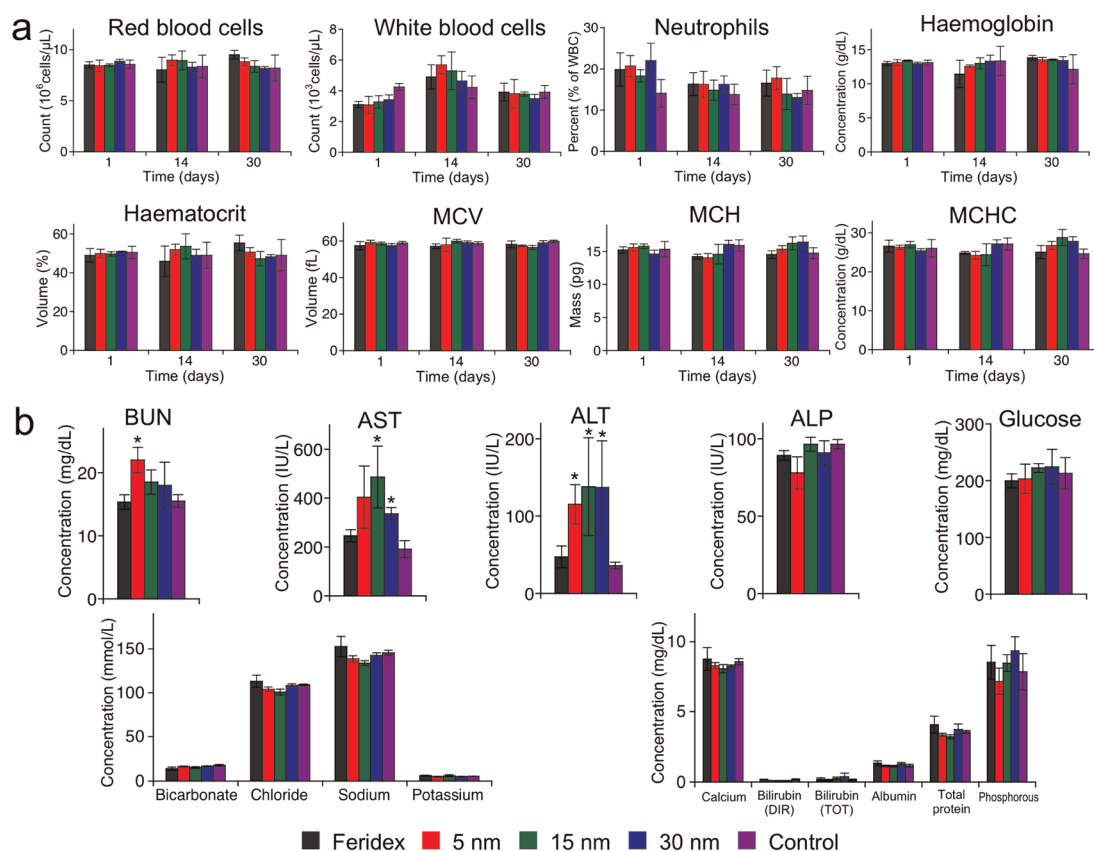 a
Red blood cells
Count (10⁶cells/µL)
10
5
0
1 14 30
Time (days)
White blood cells
Count (10³cells/µL)
6
4
2
0
1 14 30
Time (days)
Neutrophils
Percent (% of WBC)
30
20
10
0
1 14 30
Time (days)
Haemoglobin
Concentration (g/dL)
15
10
5
0
1 14 30
Time (days)
Haematocrit
Volume (%)
60
40
20
0
1 14 30
Time (days)
MCV
Volume (fL)
60
40
20
0
1 14 30
Time (days)
MCH
Mass (pg)
15
10
5
0
1 14 30
Time (days)
MCHC
Concentration (g/dL)
30
20
10
0
1 14 30
Time (days)
b
BUN
Concentration (mg/dL)
20
10
0
*
AST
Concentration (IU/L)
600
400
200
0
* *
ALT
Concentration (IU/L)
200
100
0
* * *
ALP
Concentration (IU/L)
100
50
0
Glucose
Concentration (mg/dL)
300
200
100
0
Concentration (mmol/L)
150
100
50
0
Bicarbonate Chloride Sodium Potassium
Concentration (mg/dL)
10
5
0
Calcium Bilirubin (DIR) Bilirubin (TOT) Albumin Total protein Phosphorous
Feridex 5 nm 15 nm 30 nm Control